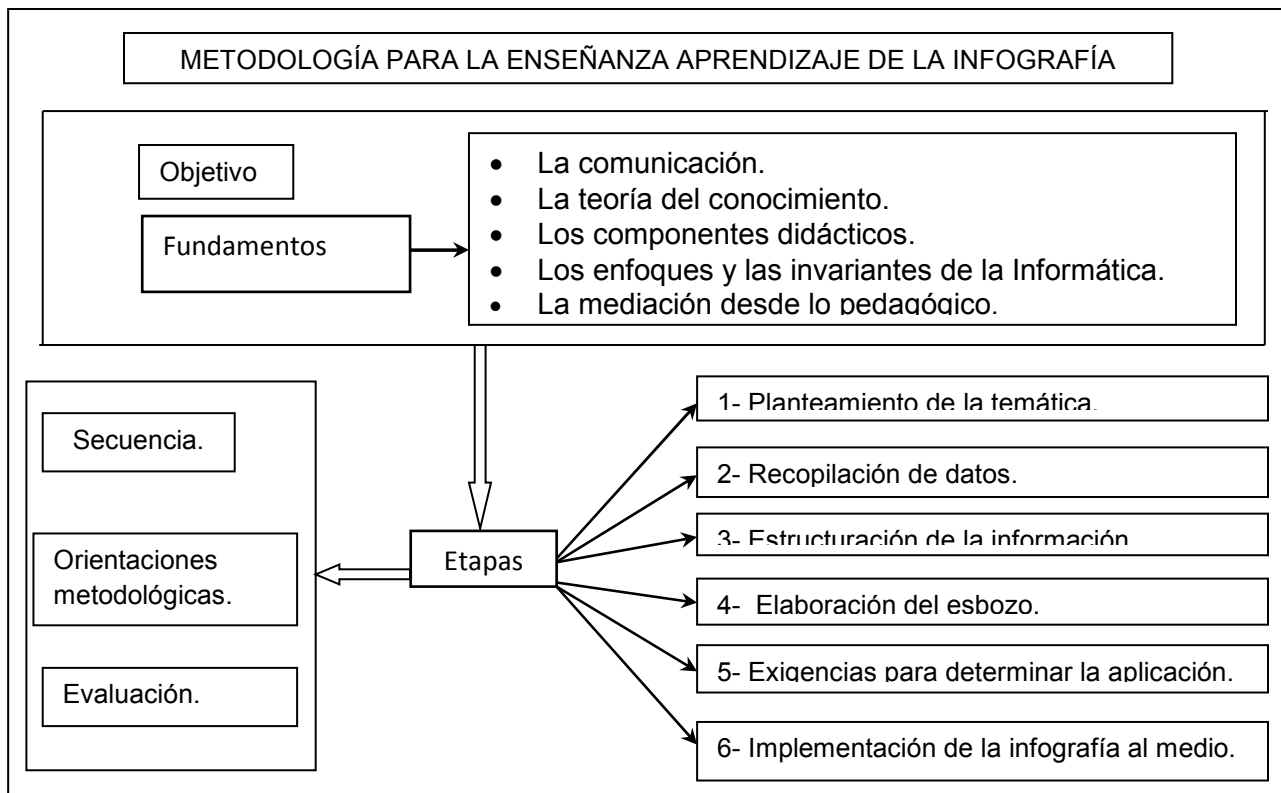 METODOLOGÍA PARA LA ENSEÑANZA APRENDIZAJE DE LA INFOGRAFÍA
Objetivo
Fundamentos
• La comunicación.
• La teoría del conocimiento.
• Los componentes didácticos.
• Los enfoques y las invariantes de la Informática.
• La mediación desde lo pedagógico.
Secuencia.
Orientaciones
metodológicas.
Evaluación.
Etapas
1- Planteamiento de la temática.
2- Recopilación de datos.
3- Estructuración de la información
4- Elaboración del esbozo.
5- Exigencias para determinar la aplicación.
6- Implementación de la infografía al medio.